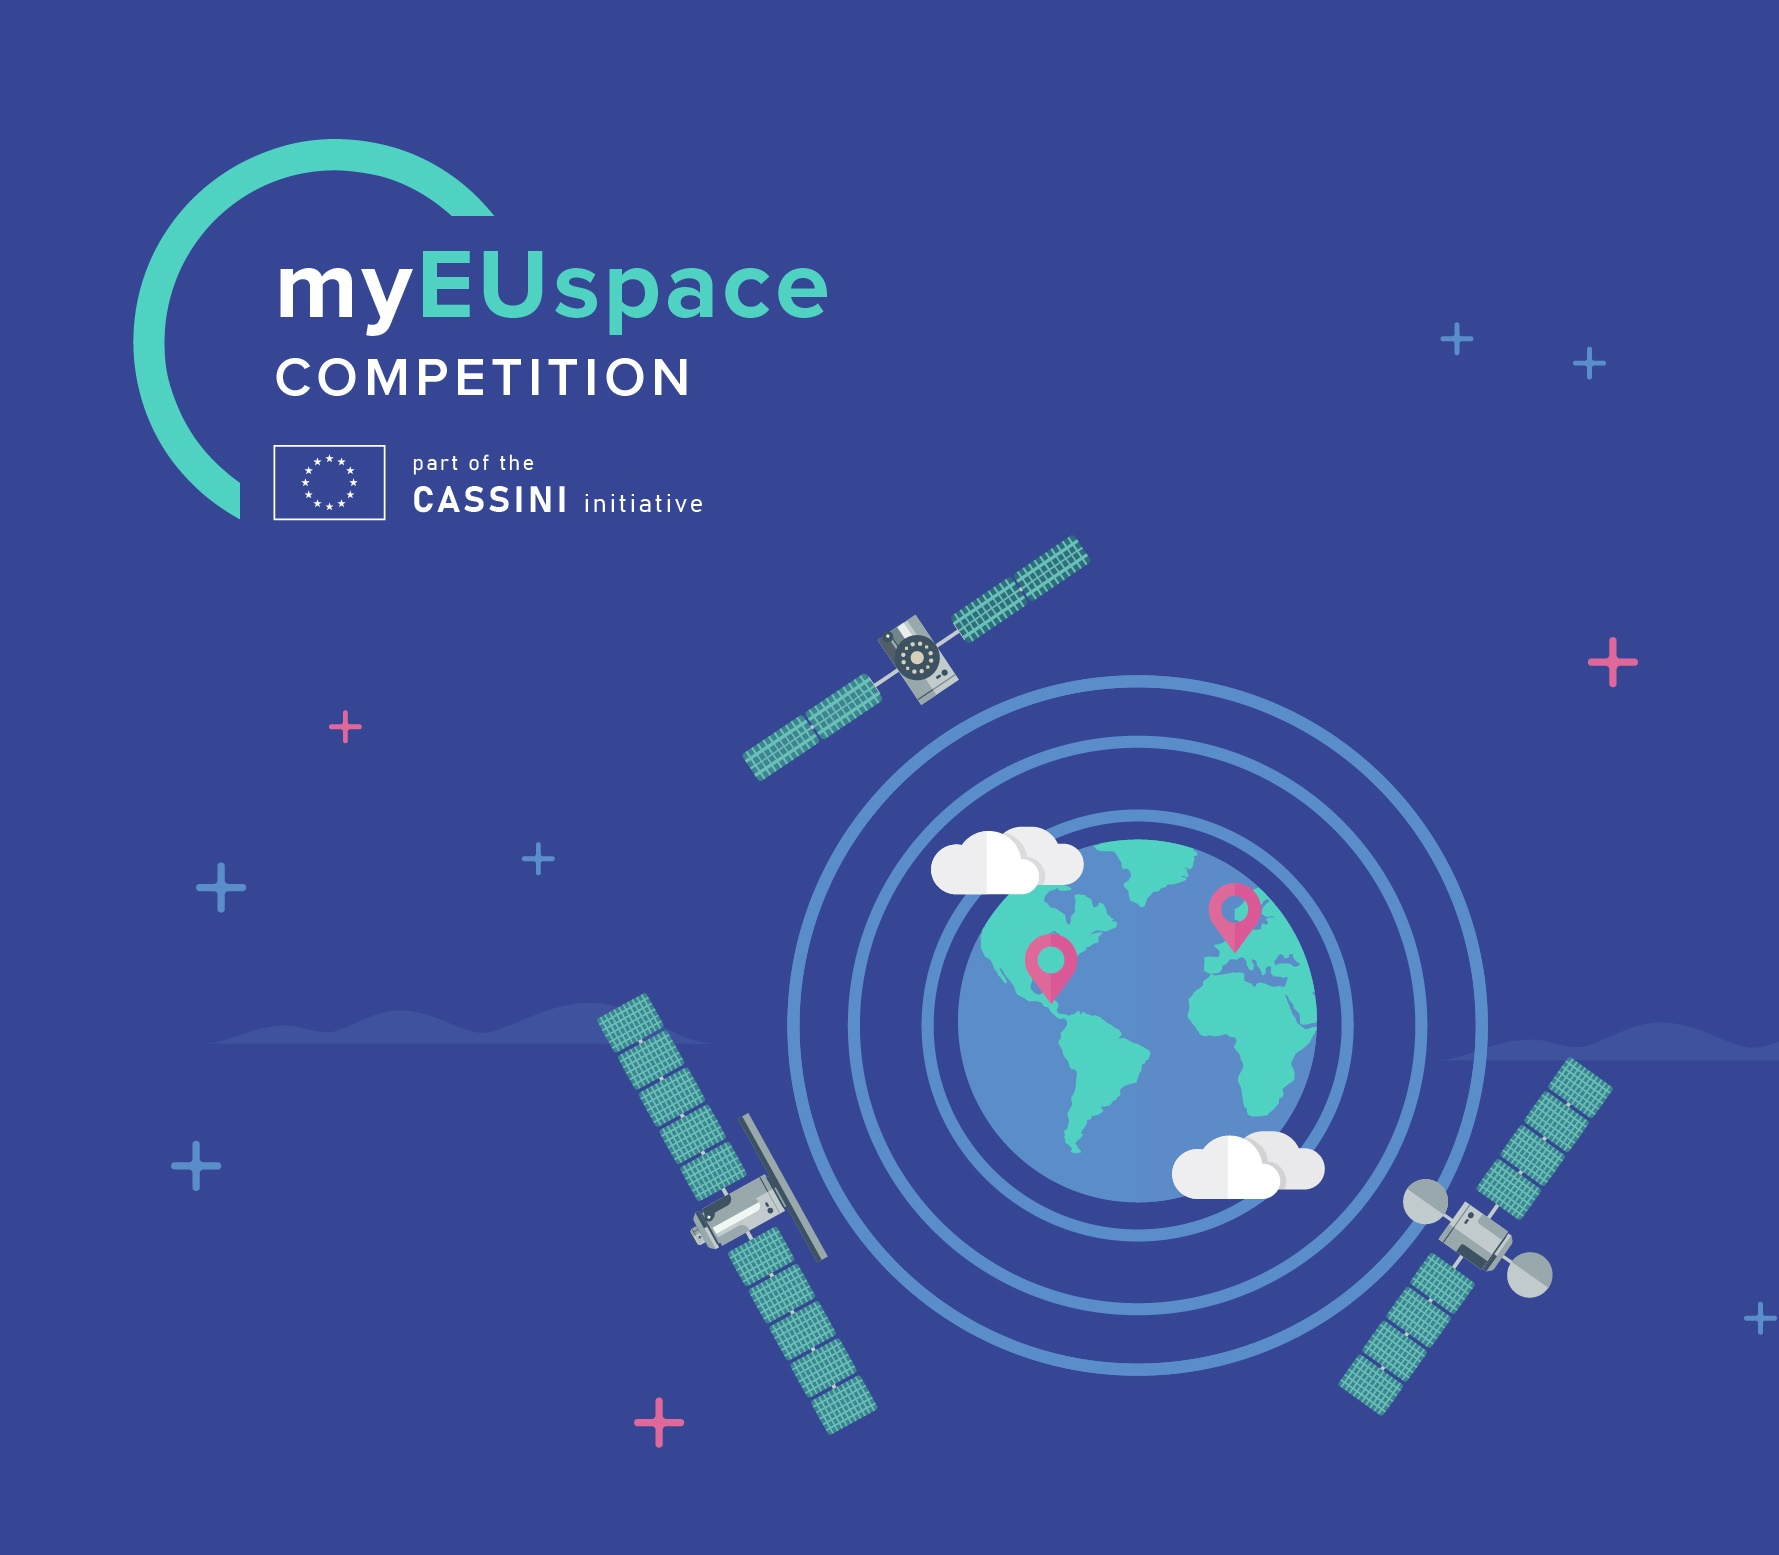 myEUspace
COMPETITION
part of the
CASSINI initiative